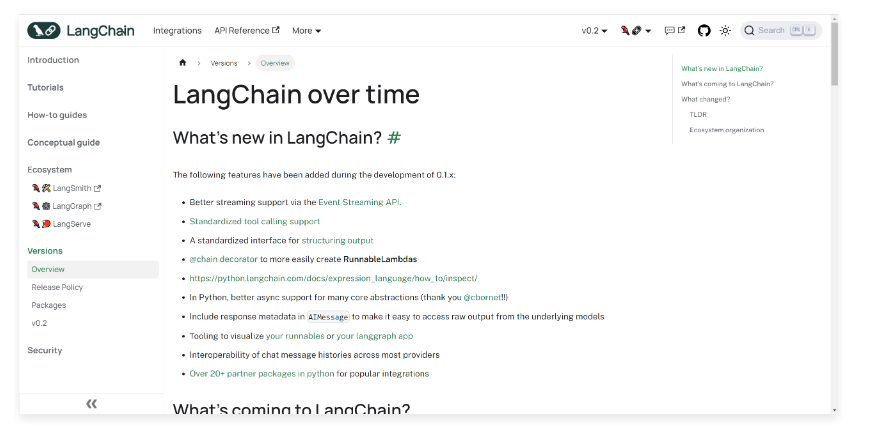 LangChain
Integrations API Reference More v0.2 Search
Introduction
Tutorials
How-to guides
Conceptual guide
Ecosystem
LangSmith
LangGraph
LangServe
Versions
Overview
Release Policy
Packages
v0.2
Security
Versions Overview
LangChain over time
What's new in LangChain? #
The following features have been added during the development of 0.1.x:
• Better streaming support via the Event Streaming API.
• Standardized tool calling support
• A standardized interface for structuring output
• @chain decorator to more easily create RunnableLambdas
• https://python.langchain.com/docs/expression_language/how_to/inspect/
• In Python, better async support for many core abstractions (thank you @cbornet!!)
• Include response metadata in AIMessage to make it easy to access raw output from the underlying models
• Tooling to visualize your runnables or your langgraph app
• Interoperability of chat message histories across most providers
• Over 20+ partner packages in python for popular integrations
What's coming to LangChain?
What's new in LangChain?
What's coming to LangChain?
What changed?
TLDR
Ecosystem organization